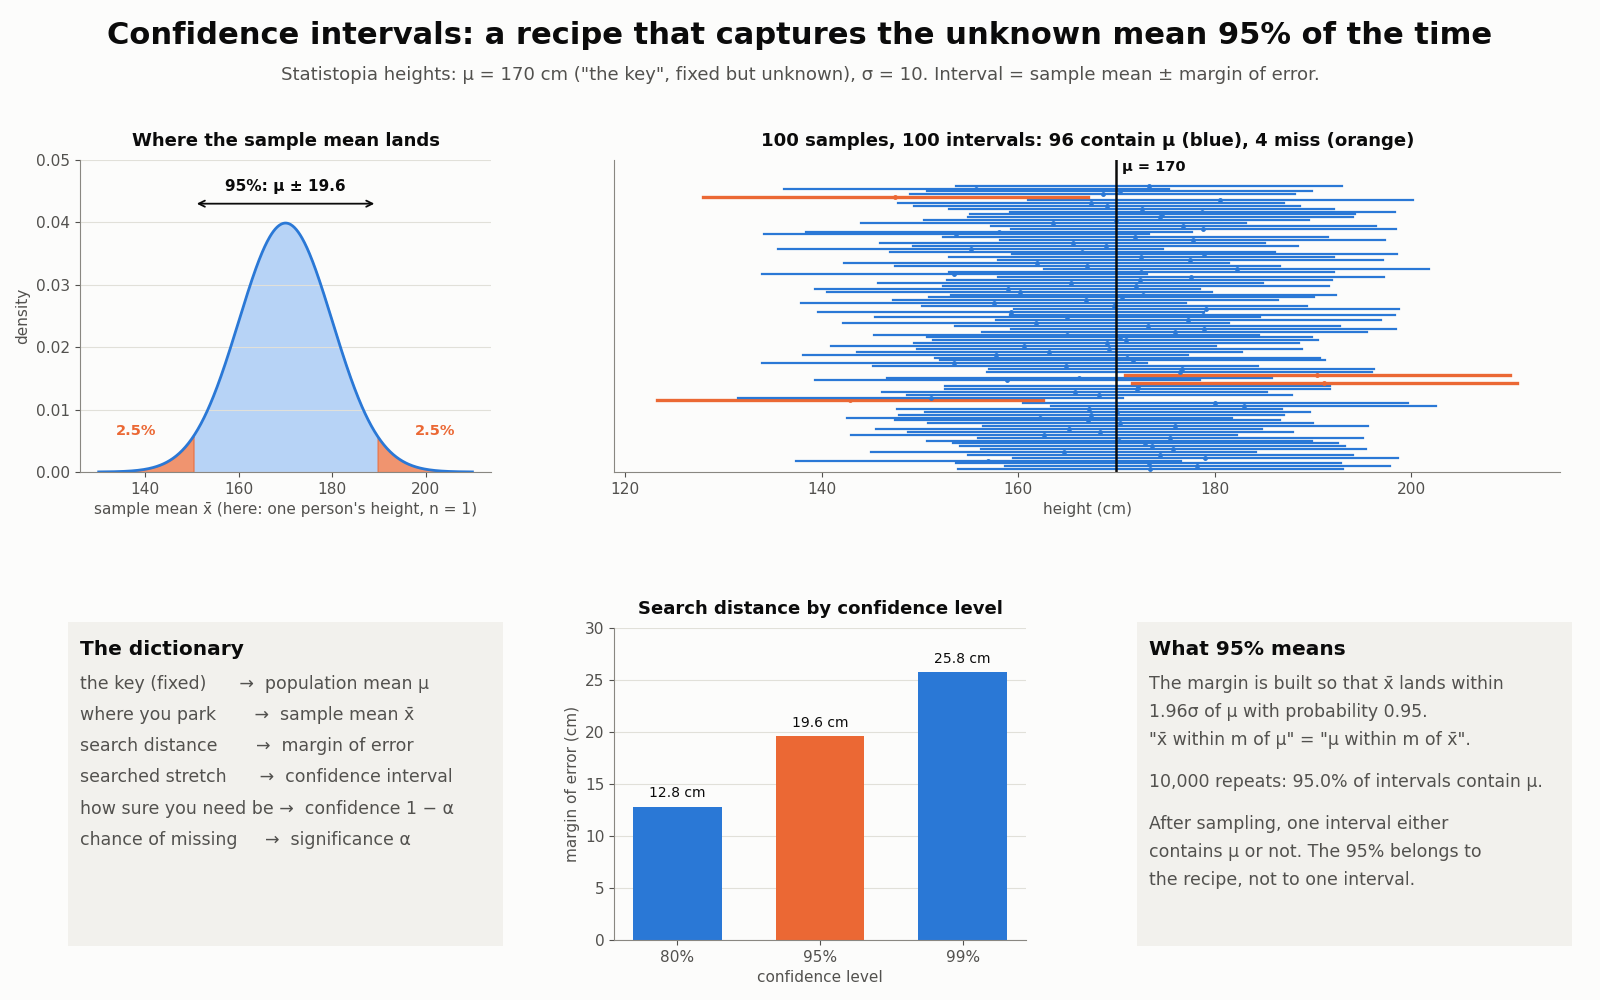 Confidence intervals: a recipe that captures the unknown mean 95% of the time
Statistopia heights: μ = 170 cm ("the key", fixed but unknown), σ = 10. Interval = sample mean ± margin of error.
Where the sample mean lands
0.05
0.04
0.03
0.02
0.01
0.00
density
95%: μ ± 19.6
2.5%
2.5%
140
160
180
200
sample mean x̄ (here: one person's height, n = 1)
100 samples, 100 intervals: 96 contain μ (blue), 4 miss (orange)
μ = 170
120
140
160
180
200
height (cm)
The dictionary
the key (fixed) → population mean μ
where you park → sample mean x̄
search distance → margin of error
searched stretch → confidence interval
how sure you need be → confidence 1 − α
chance of missing → significance α
Search distance by confidence level
30
25
20
15
10
5
0
margin of error (cm)
12.8 cm
19.6 cm
25.8 cm
80%
95%
99%
confidence level
What 95% means
The margin is built so that x̄ lands within
1.96σ of μ with probability 0.95.
"x̄ within m of μ" = "μ within m of x̄".
10,000 repeats: 95.0% of intervals contain μ.
After sampling, one interval either
contains μ or not. The 95% belongs to
the recipe, not to one interval.